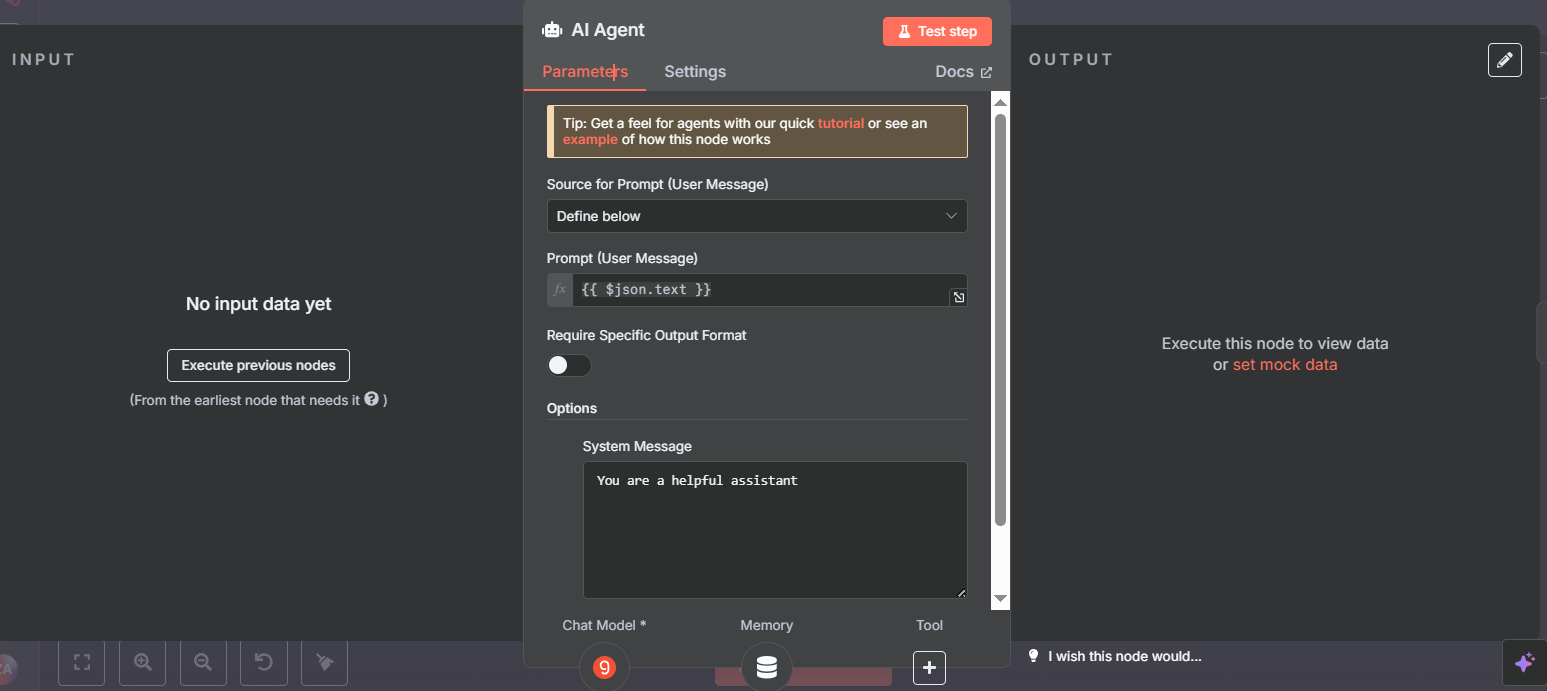 INPUT
No input data yet
Execute previous nodes
(From the earliest node that needs it ? )
AI Agent
Test step
Parameters
Settings
Docs
Tip: Get a feel for agents with our quick tutorial or see an
example of how this node works
Source for Prompt (User Message)
Define below
Prompt (User Message)
fx
{{ $json.text }}
Require Specific Output Format
Options
System Message
You are a helpful assistant
Chat Model *
Memory
Tool
OUTPUT
Execute this node to view data
or set mock data
I wish this node would...